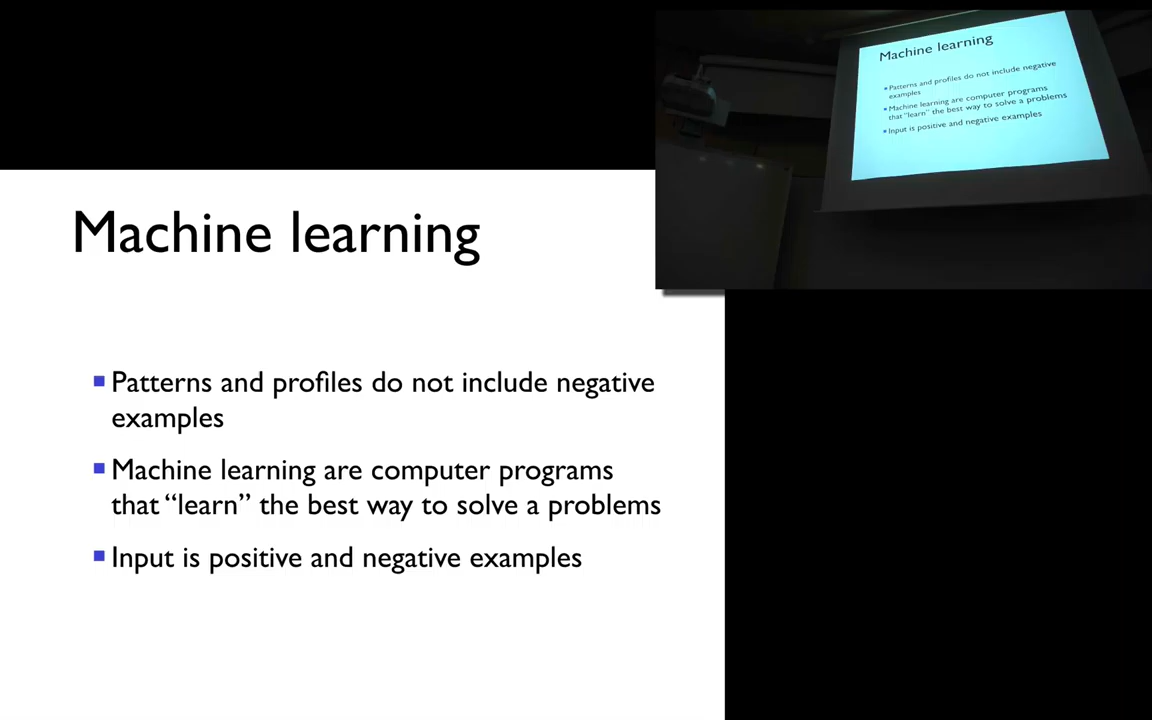 Machine learning
Patterns and profiles do not include negative
examples
Machine learning are computer programs
that “learn” the best way to solve a problems
Input is positive and negative examples
Machine learning
Patterns and profiles do not include negative
examples
Machine learning are computer programs
that “learn” the best way to solve a problems
Input is positive and negative examples